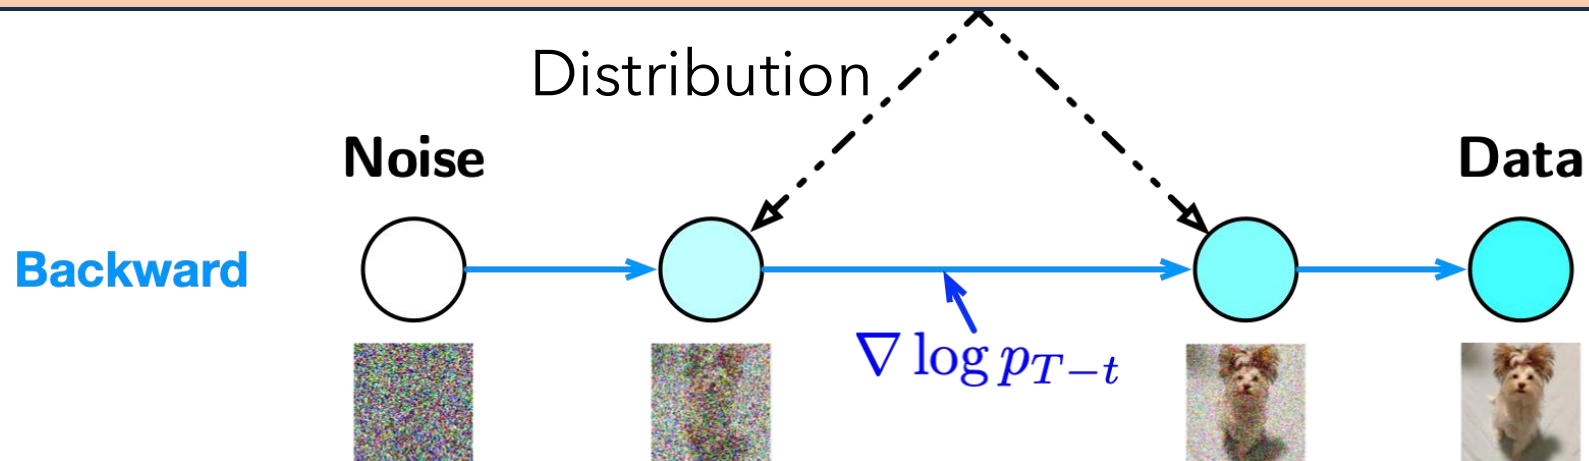 Distribution
Noise
Data
Backward
∇ log p_{T−t}